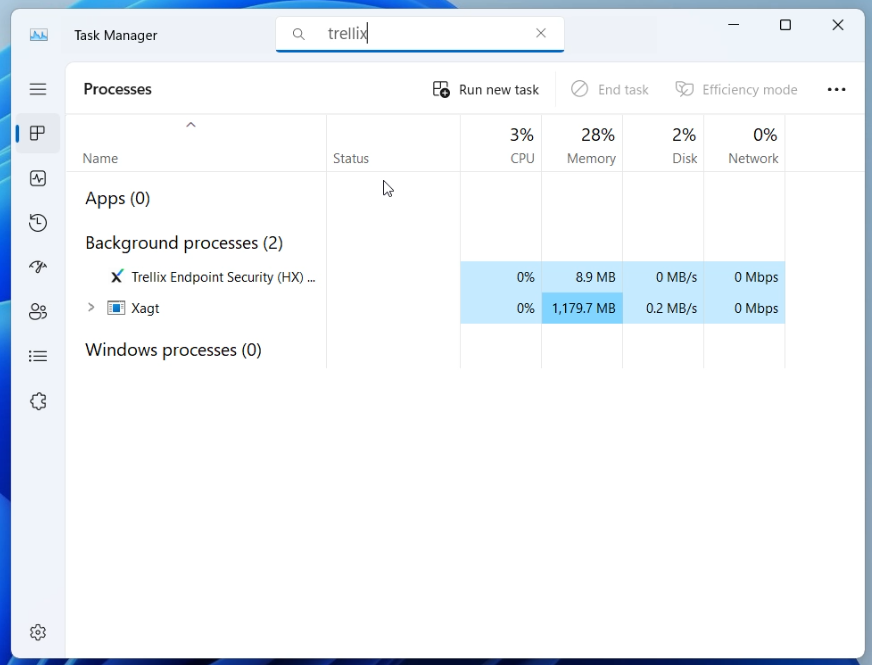 Task Manager
trellix
Processes
Run new task
End task
Efficiency mode
3% 28% 2% 0%
Name Status CPU Memory Disk Network
Apps (0)
Background processes (2)
Trellix Endpoint Security (HX) ... 0% 8.9 MB 0 MB/s 0 Mbps
Xagt 0% 1,179.7 MB 0.2 MB/s 0 Mbps
Windows processes (0)